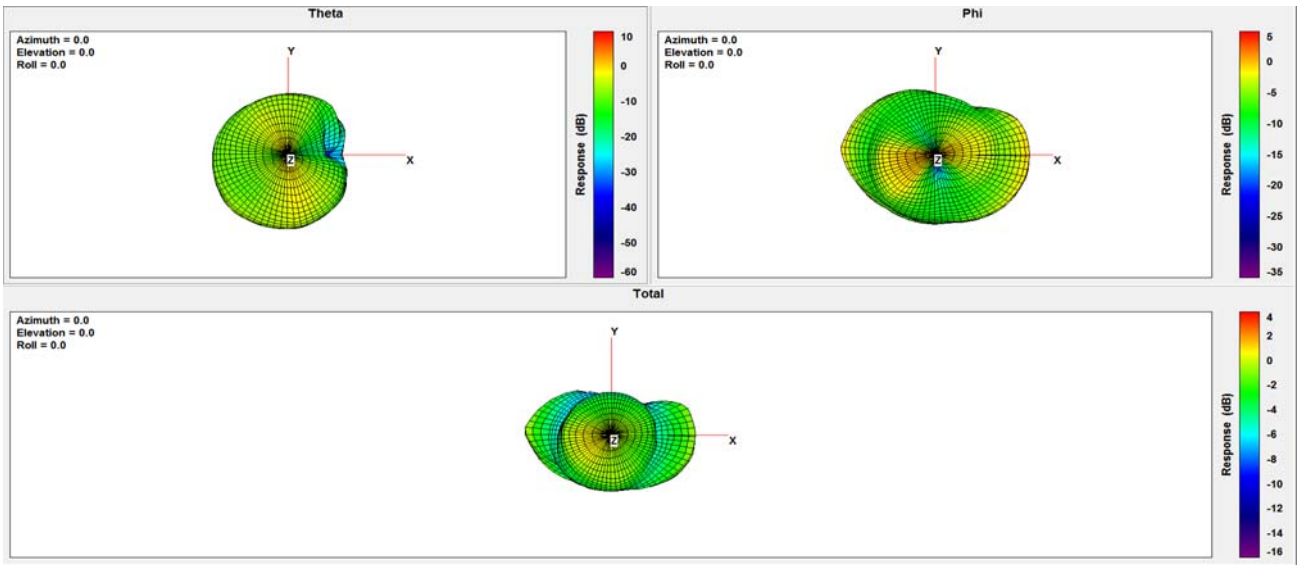 Theta
Azimuth = 0.0
Elevation = 0.0
Roll = 0.0
Y
X
Z
Response (dB)
10
0
-10
-20
-30
-40
-50
-60
Phi
Azimuth = 0.0
Elevation = 0.0
Roll = 0.0
Y
X
Z
Response (dB)
5
0
-5
-10
-15
-20
-25
-30
-35
Total
Azimuth = 0.0
Elevation = 0.0
Roll = 0.0
Y
X
Z
Response (dB)
4
2
0
-2
-4
-6
-8
-10
-12
-14
-16